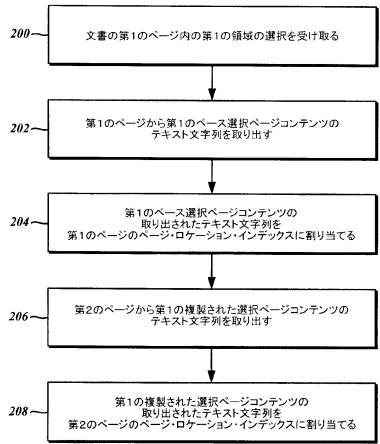 200
文書の第1のページ内の第1の領域の選択を受け取る
202
第1のページから第1のベース選択ページコンテンツの
テキスト文字列を取り出す
204
第1のベース選択ページコンテンツの
取り出されたテキスト文字列を
第1のページのページ・ロケーション・インデックスに割り当てる
206
第2のページから第1の複製された選択ページコンテンツの
テキスト文字列を取り出す
208
第1の複製された選択ページコンテンツの
取り出されたテキスト文字列を
第2のページのページ・ロケーション・インデックスに割り当てる